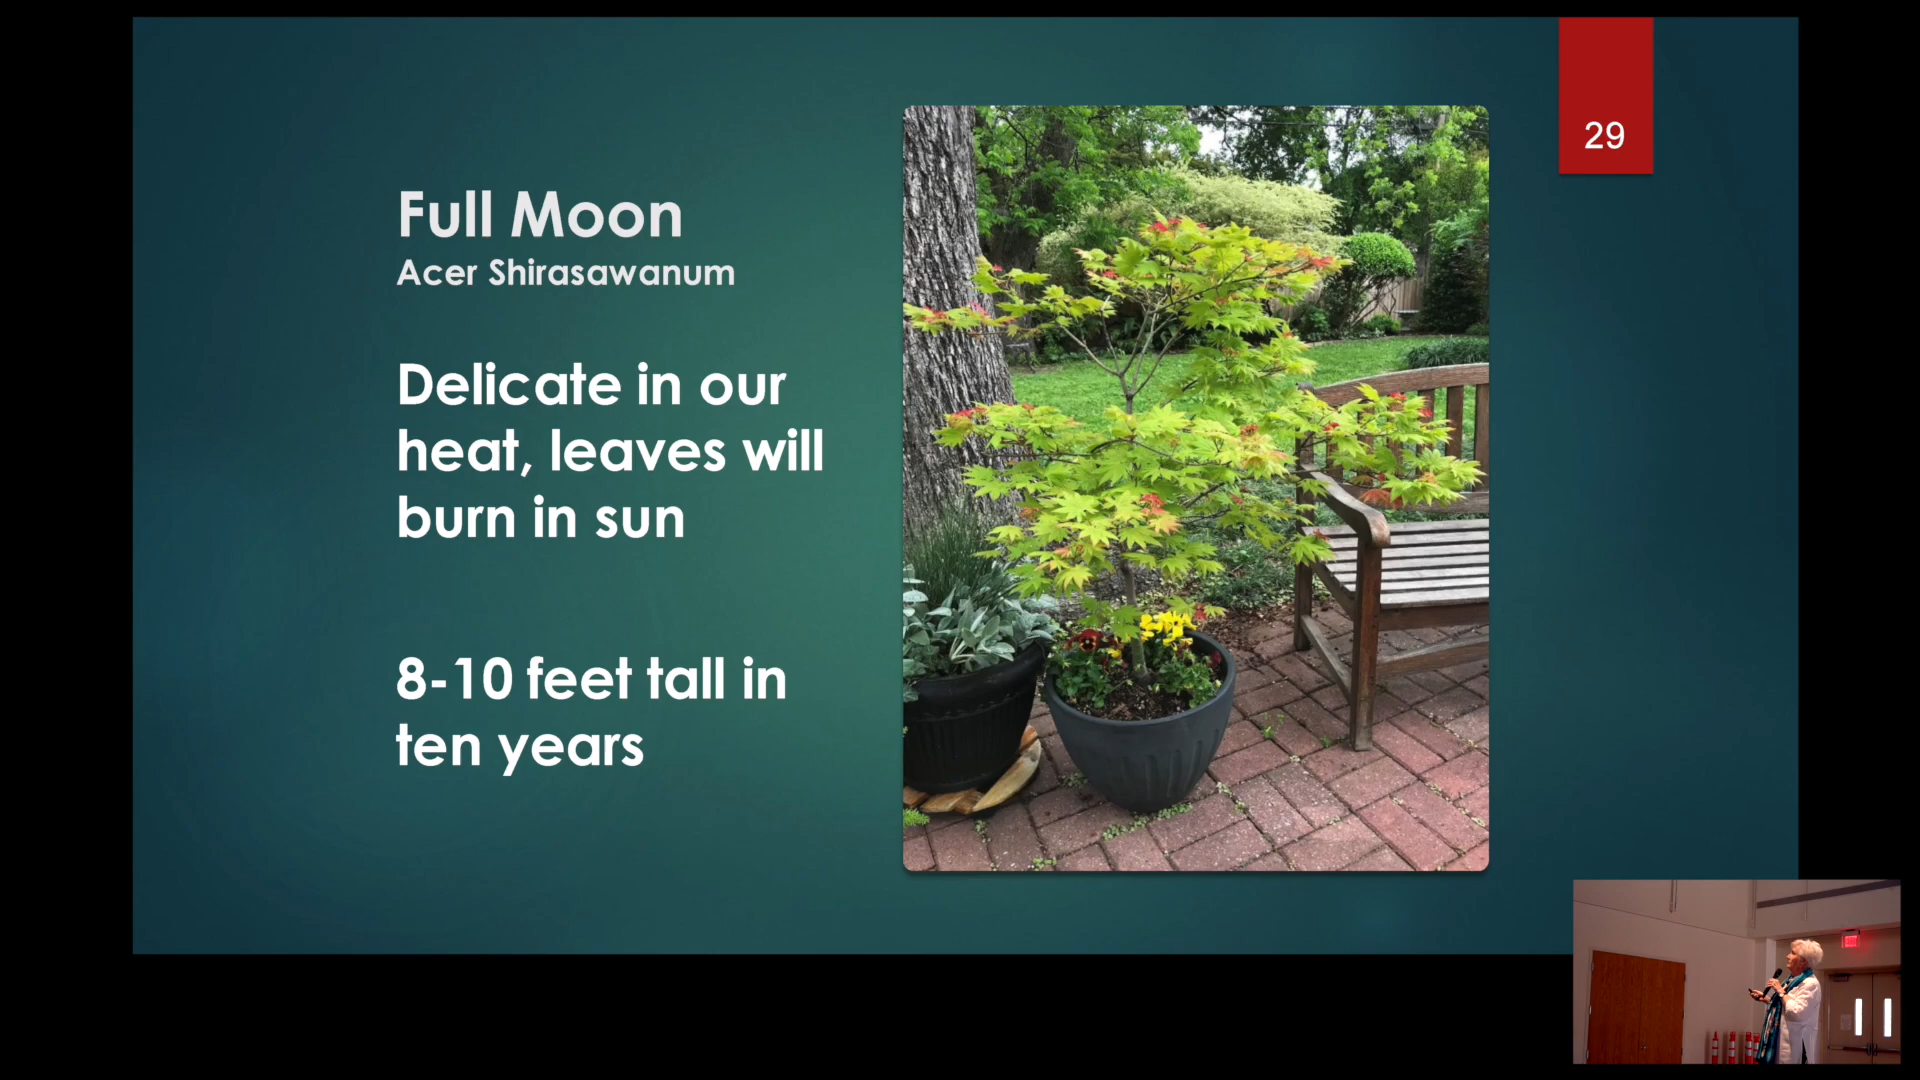 29
Full Moon
Acer Shirasawanum
Delicate in our
heat, leaves will
burn in sun
8-10 feet tall in
ten years